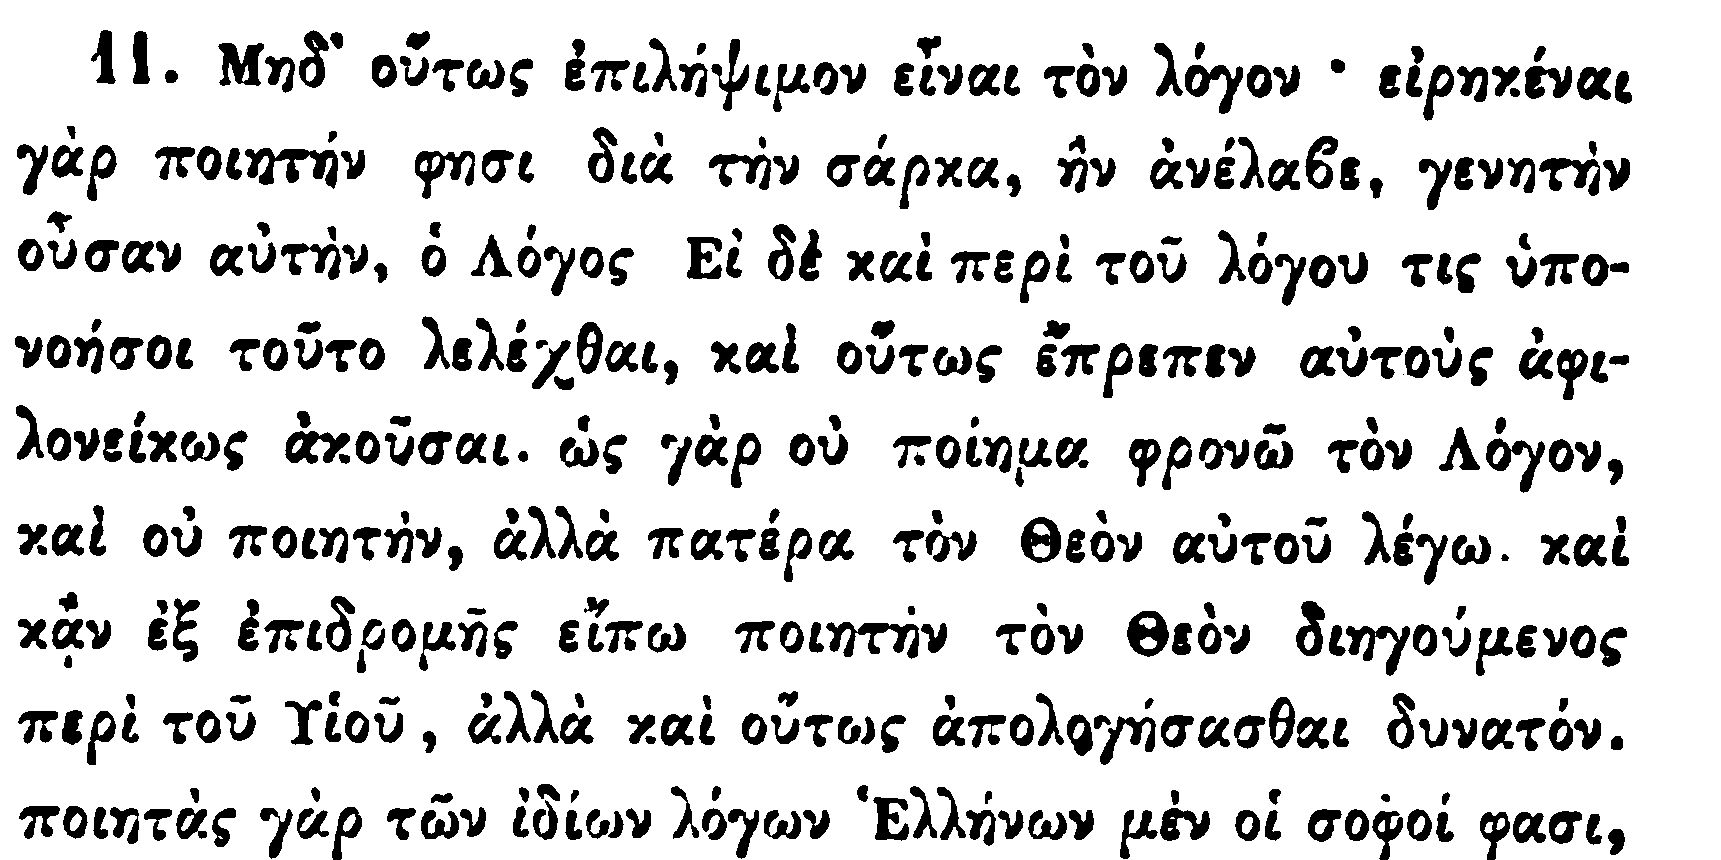 11. Μηδ' οὕτως ἐπιλήψιμον εἶναι τὸν λόγον · εἰρηκέναι
γὰρ ποιητήν φησι διὰ τὴν σάρκα, ἣν ἀνέλαβε, γενητὴν
οὖσαν αὐτὴν, ὁ Λόγος Εἰ δὲ καὶ περὶ τοῦ λόγου τις ὑπο-
νοήσοι τοῦτο λελέχθαι, καὶ οὕτως ἔπρεπεν αὐτοὺς ἀφι-
λονείκως ἀκοῦσαι. ὡς γὰρ οὐ ποίημα φρονῶ τὸν Λόγον,
καὶ οὐ ποιητὴν, ἀλλὰ πατέρα τὸν Θεὸν αὐτοῦ λέγω. καὶ
κᾂν ἐξ ἐπιδρομῆς εἴπω ποιητὴν τὸν Θεὸν διηγούμενος
περὶ τοῦ Υἱοῦ, ἀλλὰ καὶ οὕτως ἀπολογήσασθαι δυνατόν.
ποιητὰς γὰρ τῶν ἰδίων λόγων Ἑλλήνων μὲν οἱ σοφοί φασι,